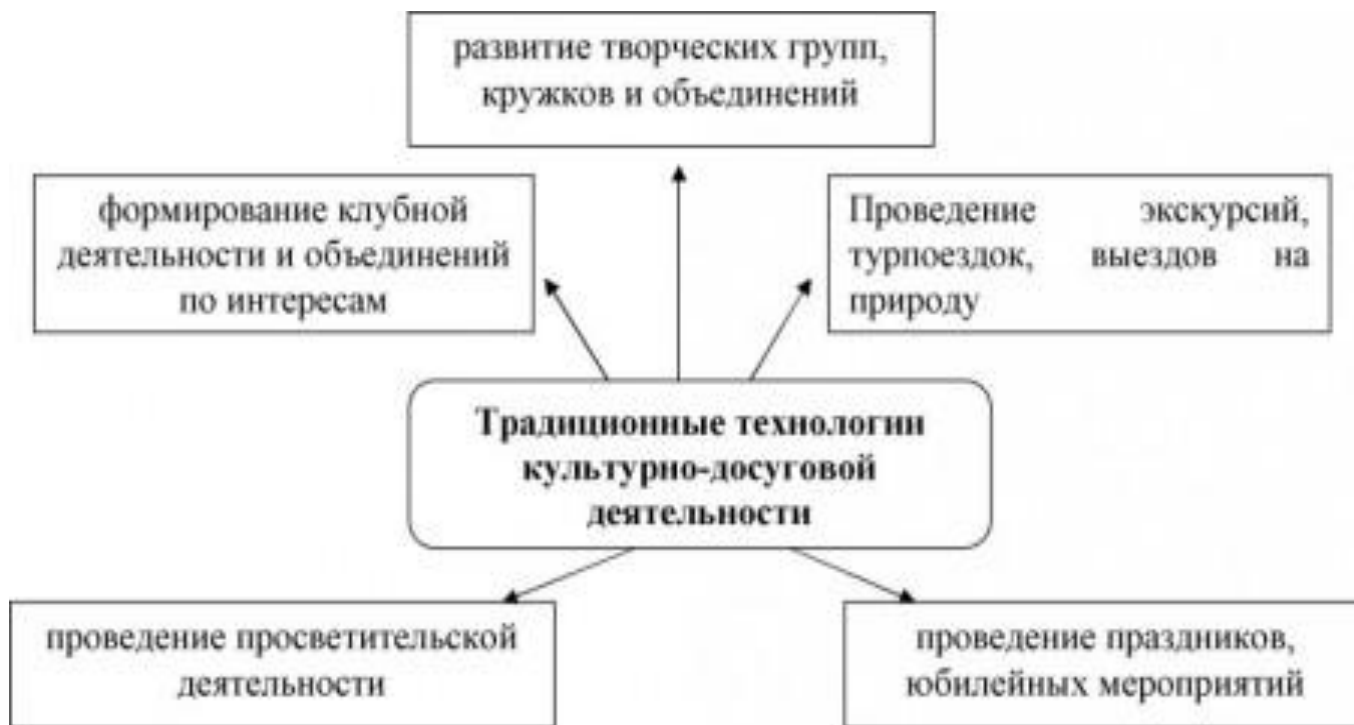 развитие творческих групп,
кружков и объединений
формирование клубной
деятельности и объединений
по интересам
Проведение экскурсий,
турпоездок, выездов на
природу
Традиционные технологии
культурно-досуговой
деятельности
проведение просветительской
деятельности
проведение праздников,
юбилейных мероприятий